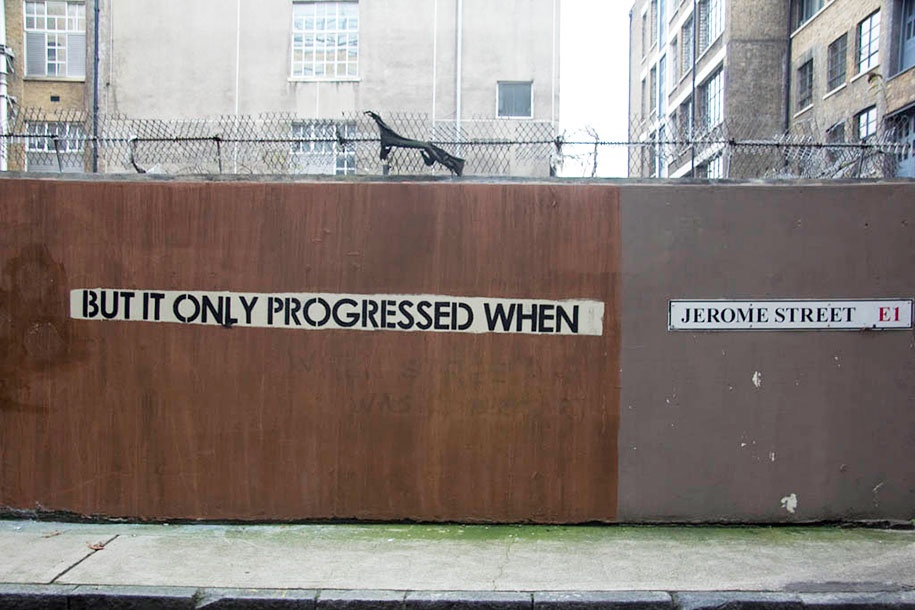 BUT IT ONLY PROGRESSED WHEN
JEROME STREET E1